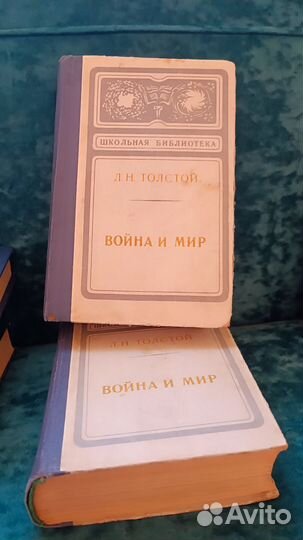 ШКОЛЬНАЯ БИБЛИОТЕКА
Л.Н. ТОЛСТОЙ
ВОЙНА И МИР
Л.Н. ТОЛСТОЙ
ВОЙНА И МИР
Avito